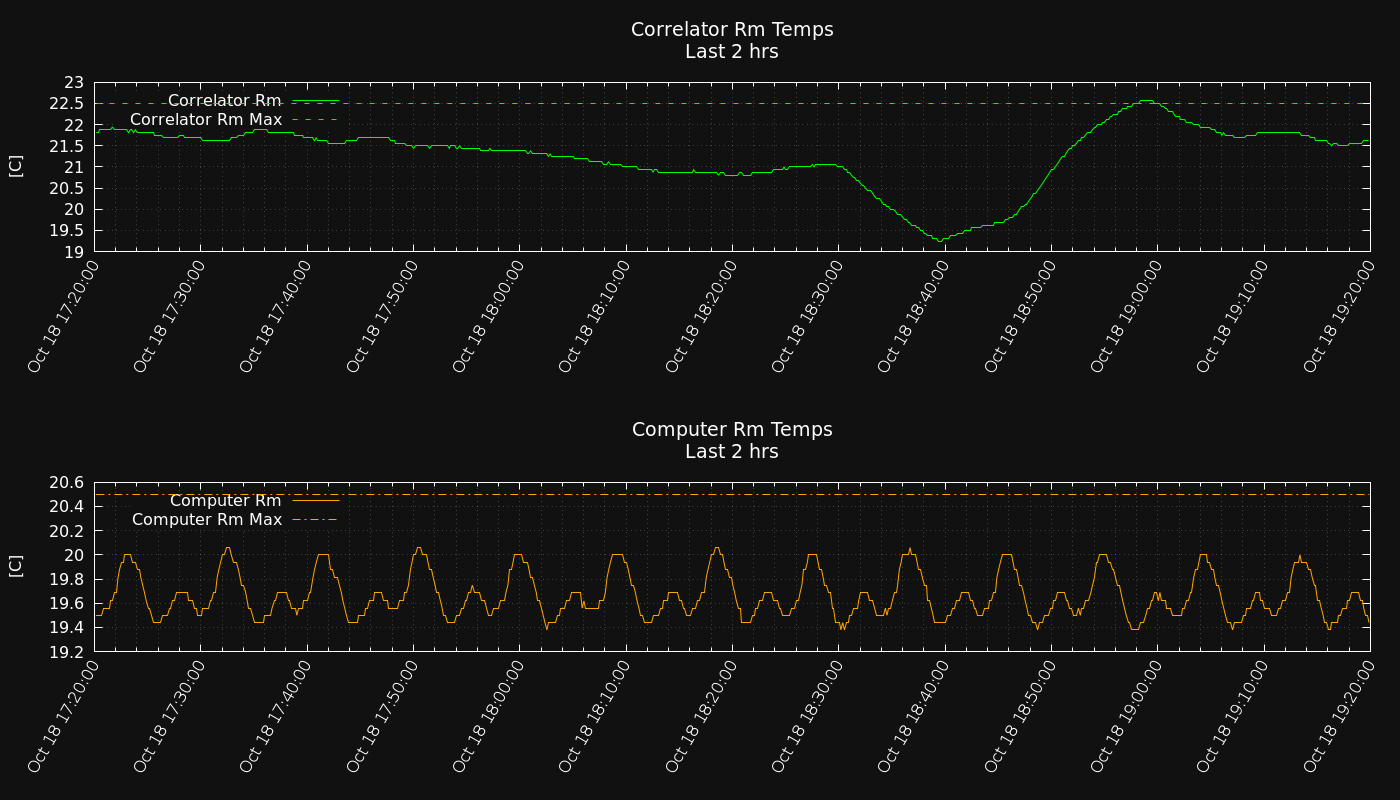 Correlator Rm Temps
Last 2 hrs
23
22.5
22
21.5
21
20.5
20
19.5
19
[C]
Correlator Rm
Correlator Rm Max
Oct 18 17:20:00
Oct 18 17:30:00
Oct 18 17:40:00
Oct 18 17:50:00
Oct 18 18:00:00
Oct 18 18:10:00
Oct 18 18:20:00
Oct 18 18:30:00
Oct 18 18:40:00
Oct 18 18:50:00
Oct 18 19:00:00
Oct 18 19:10:00
Oct 18 19:20:00
Computer Rm Temps
Last 2 hrs
20.6
20.4
20.2
20
19.8
19.6
19.4
19.2
[C]
Computer Rm
Computer Rm Max
Oct 18 17:20:00
Oct 18 17:30:00
Oct 18 17:40:00
Oct 18 17:50:00
Oct 18 18:00:00
Oct 18 18:10:00
Oct 18 18:20:00
Oct 18 18:30:00
Oct 18 18:40:00
Oct 18 18:50:00
Oct 18 19:00:00
Oct 18 19:10:00
Oct 18 19:20:00